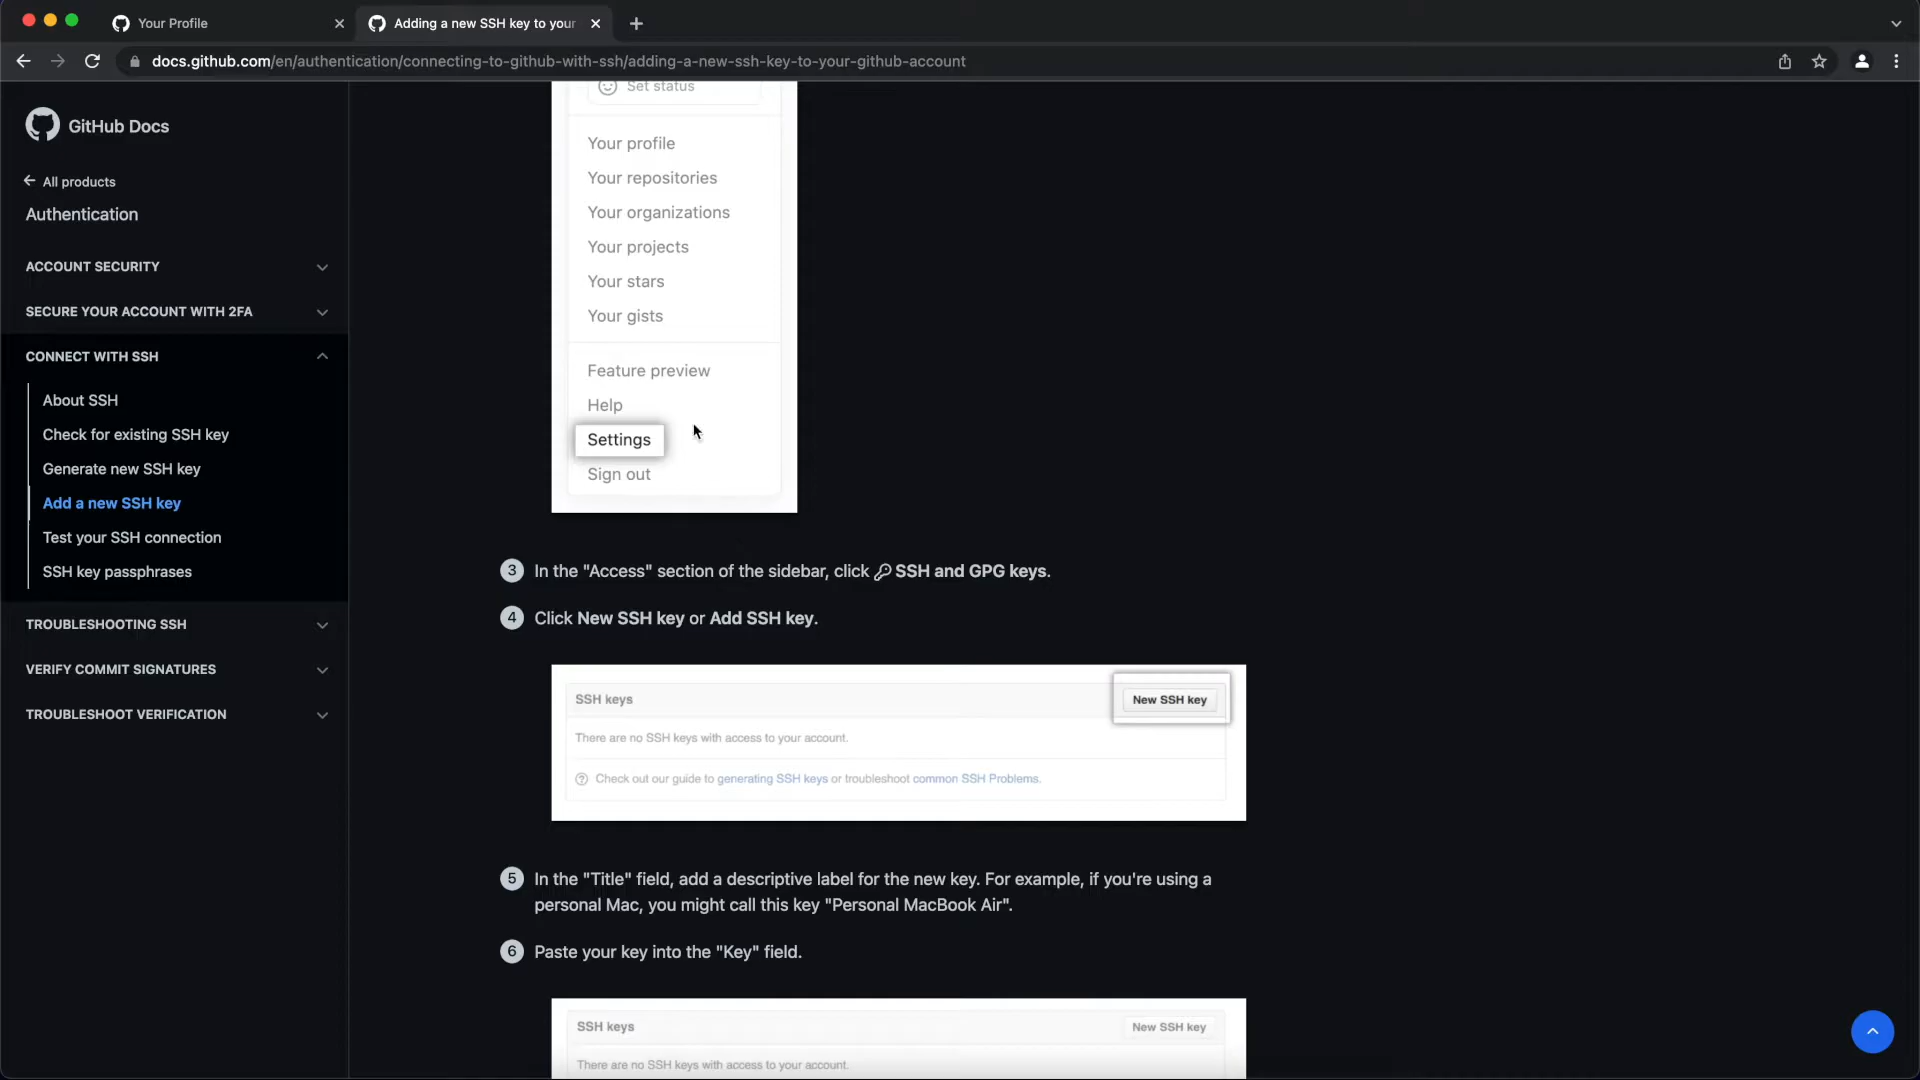 Your Profile
Adding a new SSH key to your
docs.github.com/en/authentication/connecting-to-github-with-ssh/adding-a-new-ssh-key-to-your-github-account
GitHub Docs
All products
Authentication
ACCOUNT SECURITY
SECURE YOUR ACCOUNT WITH 2FA
CONNECT WITH SSH
About SSH
Check for existing SSH key
Generate new SSH key
Add a new SSH key
Test your SSH connection
SSH key passphrases
TROUBLESHOOTING SSH
VERIFY COMMIT SIGNATURES
TROUBLESHOOT VERIFICATION
Set status
Your profile
Your repositories
Your organizations
Your projects
Your stars
Your gists
Feature preview
Help
Settings
Sign out
3 In the "Access" section of the sidebar, click SSH and GPG keys.
4 Click New SSH key or Add SSH key.
SSH keys New SSH key
There are no SSH keys with access to your account.
Check out our guide to generating SSH keys or troubleshoot common SSH Problems.
5 In the "Title" field, add a descriptive label for the new key. For example, if you're using a
personal Mac, you might call this key "Personal MacBook Air".
6 Paste your key into the "Key" field.
SSH keys New SSH key
There are no SSH keys with access to your account.